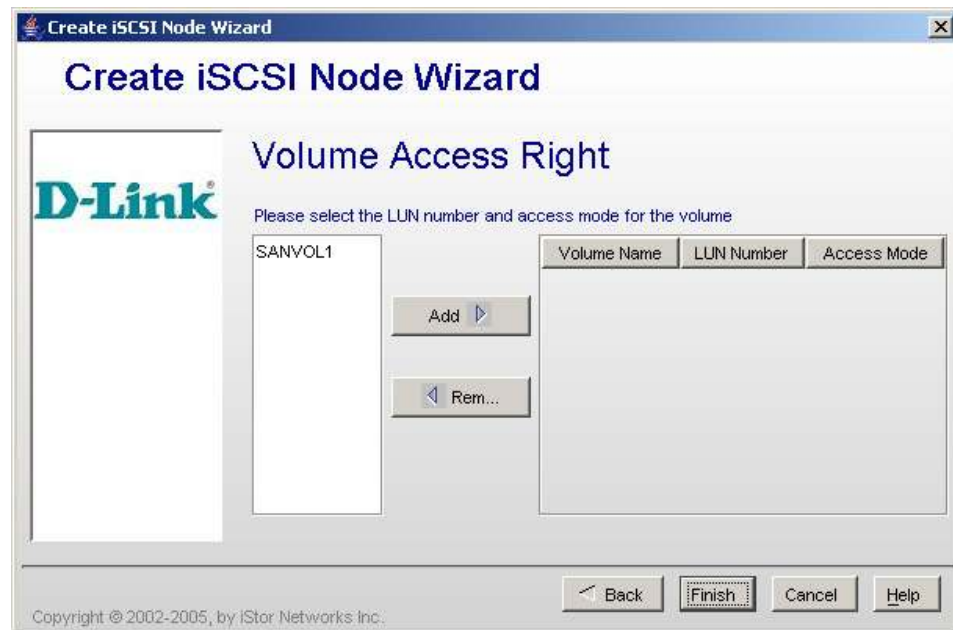 Create iSCSI Node Wizard
Create iSCSI Node Wizard
D-Link
Volume Access Right
Please select the LUN number and access mode for the volume
SANVOL1
Volume Name LUN Number Access Mode
Add
Rem...
Back Finish Cancel Help
Copyright © 2002-2005, by iStor Networks Inc.